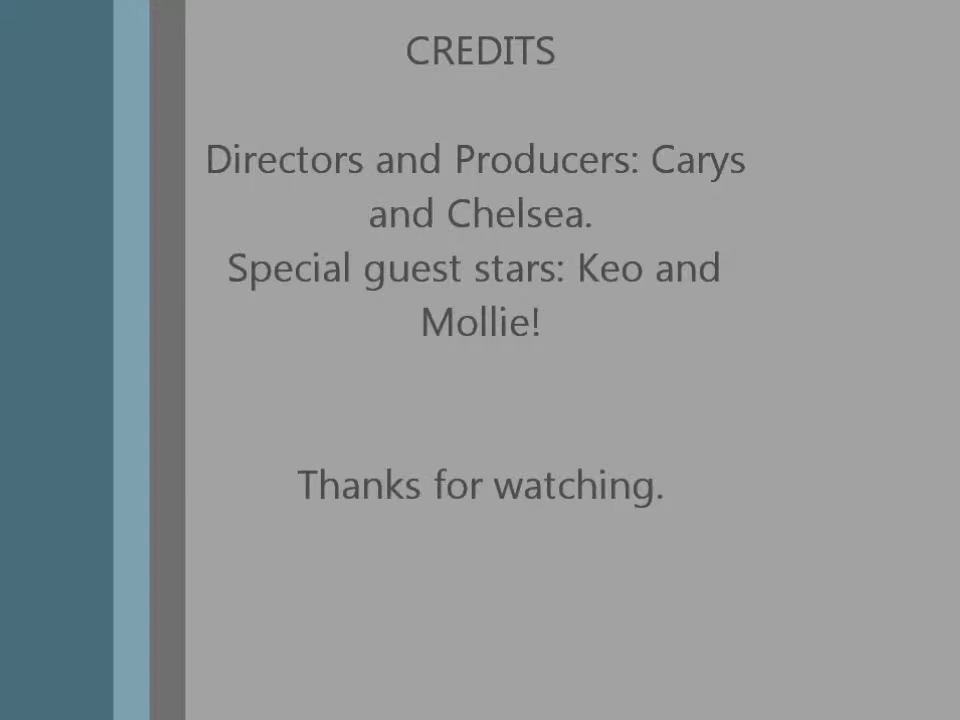 CREDITS
Directors and Producers: Carys
and Chelsea.
Special guest stars: Keo and
Mollie!
Thanks for watching.